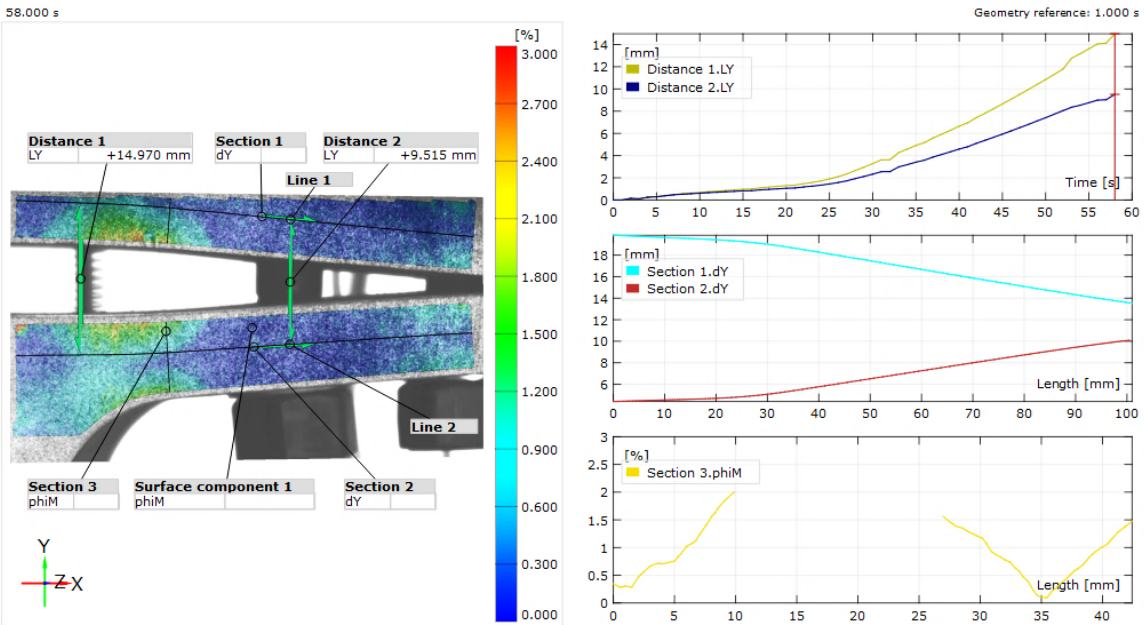 58.000 s
Geometry reference: 1.000 s
[%]
3.000
2.700
2.400
2.100
1.800
1.500
1.200
0.900
0.600
0.300
0.000
Distance 1
LY +14.970 mm
Section 1
dY
Distance 2
LY +9.515 mm
Line 1
Line 2
Section 3
phiM
Surface component 1
phiM
Section 2
dY
Y
Z X
[mm]
Distance 1.LY
Distance 2.LY
14
12
10
8
6
4
2
0
Time [s]
0 5 10 15 20 25 30 35 40 45 50 55 60
[mm]
Section 1.dY
Section 2.dY
18
16
14
12
10
8
6
Length [mm]
0 10 20 30 40 50 60 70 80 90 100
[%]
Section 3.phiM
3
2.5
2
1.5
1
0.5
0
Length [mm]
0 5 10 15 20 25 30 35 40